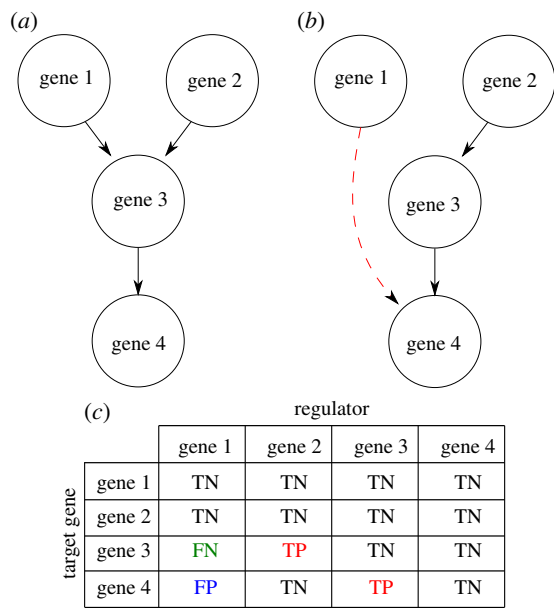 (a) (b)
gene 1 gene 2 gene 1 gene 2
gene 3 gene 3
gene 4 gene 4
(c) regulator
gene 1 gene 2 gene 3 gene 4
target gene
gene 1 TN TN TN TN
gene 2 TN TN TN TN
gene 3 FN TP TN TN
gene 4 FP TN TP TN